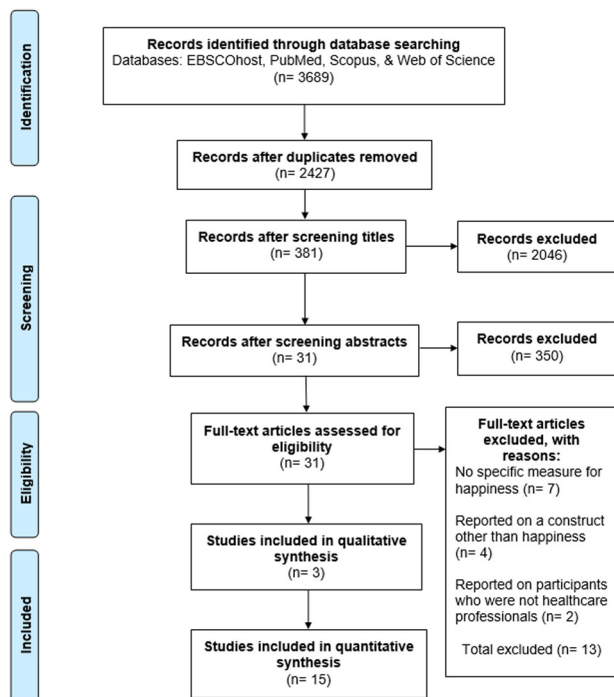 Identification
Records identified through database searching
Databases: EBSCOhost, PubMed, Scopus, & Web of Science
(n= 3689)
Records after duplicates removed
(n= 2427)
Screening
Records after screening titles
(n= 381)
Records excluded
(n= 2046)
Records after screening abstracts
(n= 31)
Records excluded
(n= 350)
Eligibility
Full-text articles assessed for
eligibility
(n= 31)
Full-text articles
excluded, with
reasons:
No specific measure for
happiness (n= 7)
Reported on a construct
other than happiness
(n= 4)
Reported on participants
who were not healthcare
professionals (n= 2)
Total excluded (n= 13)
Included
Studies included in qualitative
synthesis
(n= 3)
Studies included in quantitative
synthesis
(n= 15)